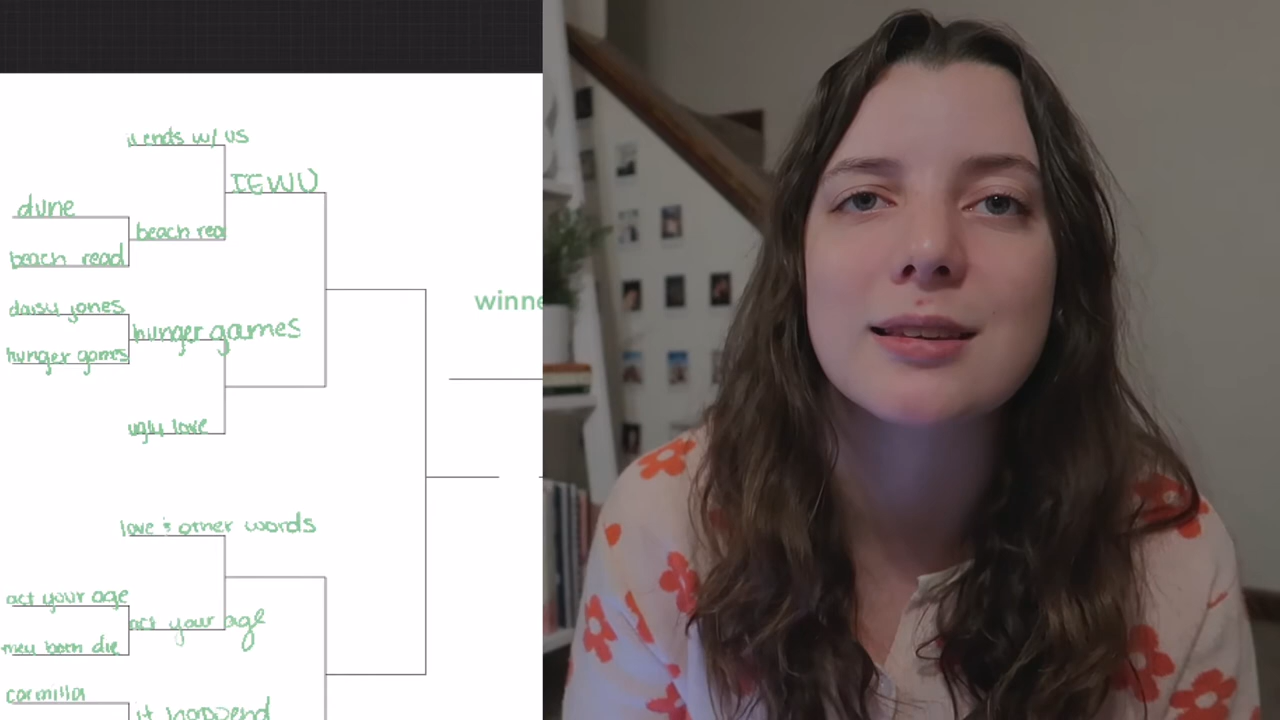 it ends w/ us
IEWU
dune
beach read
beach read
daisy jones
hunger games
hunger games
winne
ugly love
love & other words
act your age
act your age
they both die
carmilla
it happend